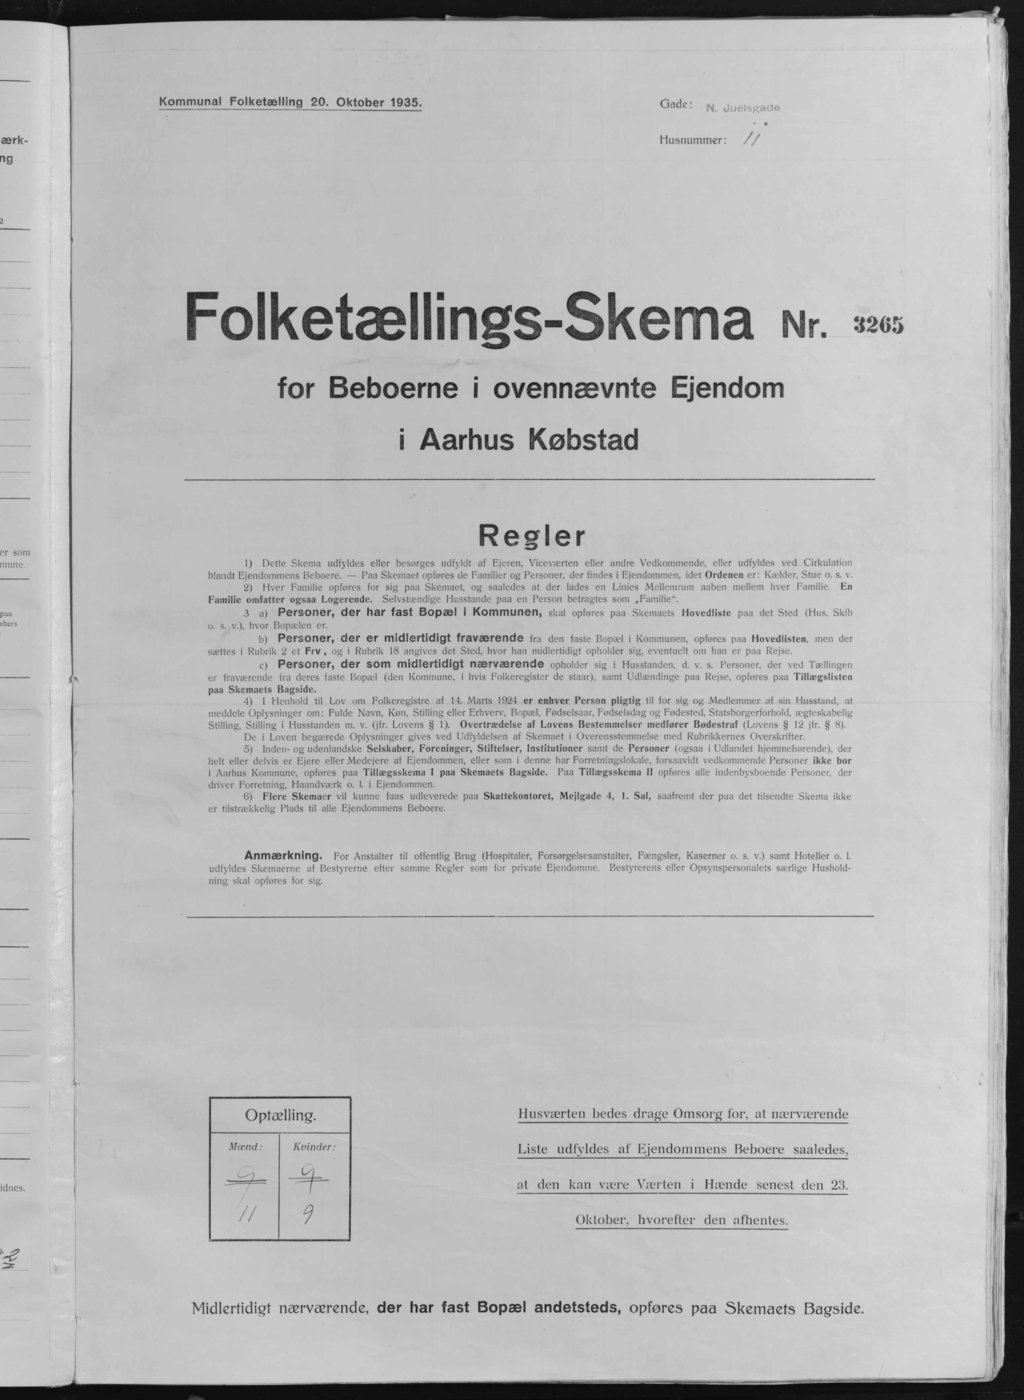 Kommunal Folketælling 20. Oktober 1935.
Gade: N. Juelsgade
Husnummer: 11
Folketællings-Skema Nr. 3265
for Beboerne i ovennævnte Ejendom
i Aarhus Købstad
Regler
1) Dette Skema udfyldes eller besørges udfyldt af Ejeren, Viceværten eller andre Vedkommende, eller udfyldes ved Cirkulation
blandt Ejendommens Beboere. — Paa Skemaet opføres de Familier og Personer, der findes i Ejendommen, idet Ordenen er: Kælder, Stue o. s. v.
2) Hver Familie opføres for sig paa Skemaet, og saaledes at der lades en Linies Mellemrum aaben mellem hver Familie. En
Familie omfatter ogsaa Logerende. Selvstændige Husstande paa en Person betragtes som „Familie“.
3 a) Personer, der har fast Bopæl i Kommunen, skal opføres paa Skemaets Hovedliste paa det Sted (Hus, Skib
o. s. v.), hvor Bopælen er.
b) Personer, der er midlertidigt fraværende fra den faste Bopæl i Kommunen, opføres paa Hovedlisten, men der
sættes i Rubrik 2 et Frv, og i Rubrik 18 angives det Sted, hvor han midlertidigt opholder sig, eventuelt om han er paa Rejse.
c) Personer, der som midlertidigt nærværende opholder sig i Husstanden, d. v. s. Personer, der ved Tællingen
er fraværende fra deres faste Bopæl (den Kommune, i hvis Folkeregister de staar), samt Udlændinge paa Rejse, opføres paa Tillægslisten
paa Skemaets Bagside.
4) I Henhold til Lov om Folkeregistre af 14. Marts 1924 er enhver Person pligtig til for sig og Medlemmer af sin Husstand, at
meddele Oplysninger om: Fulde Navn, Køn, Stilling eller Erhverv, Bopæl, Fødselsaar, Fødselsdag og Fødested, Statsborgerforhold, ægteskabelig
Stilling, Stilling i Husstanden m. v. (jfr. Lovens § 1). Overtrædelse af Lovens Bestemmelser medfører Bødestraf (Lovens § 12 jfr. § 8).
De i Loven begærede Oplysninger gives ved Udfyldelsen af Skemaet i Overensstemmelse med Rubrikkernes Overskrifter.
5) Inden- og udenlandske Selskaber, Foreninger, Stiftelser, Institutioner samt de Personer (ogsaa i Udlandet hjemmehørende), der
helt eller delvis er Ejere eller Medejere af Ejendommen, eller som i denne har Forretningslokale, forsaavidt vedkommende Personer ikke bor
i Aarhus Kommune, opføres paa Tillægsskema I paa Skemaets Bagside. Paa Tillægsskema II opføres alle indenbysboende Personer, der
driver Forretning, Haandværk o. l. i Ejendommen.
6) Flere Skemaer vil kunne faas udleverede paa Skattekontoret, Mejlgade 4, 1. Sal, saafremt der paa det tilsendte Skema ikke
er tilstrækkelig Plads til alle Ejendommens Beboere.
Anmærkning. For Anstalter til offentlig Brug (Hospitaler, Forsørgelsesanstalter, Fængsler, Kaserner o. s. v.) samt Hoteller o. l.
udfyldes Skemaerne af Bestyrerne efter samme Regler som for private Ejendomme. Bestyrerens eller Opsynspersonalets særlige Hushold-
ning skal opføres for sig.
Optælling.
Mænd: Kvinder:
9 9
11 9
Husværten bedes drage Omsorg for, at nærværende
Liste udfyldes af Ejendommens Beboere saaledes,
at den kan være Værten i Hænde senest den 23.
Oktober, hvorefter den afhentes.
Midlertidigt nærværende, der har fast Bopæl andetsteds, opføres paa Skemaets Bagside.